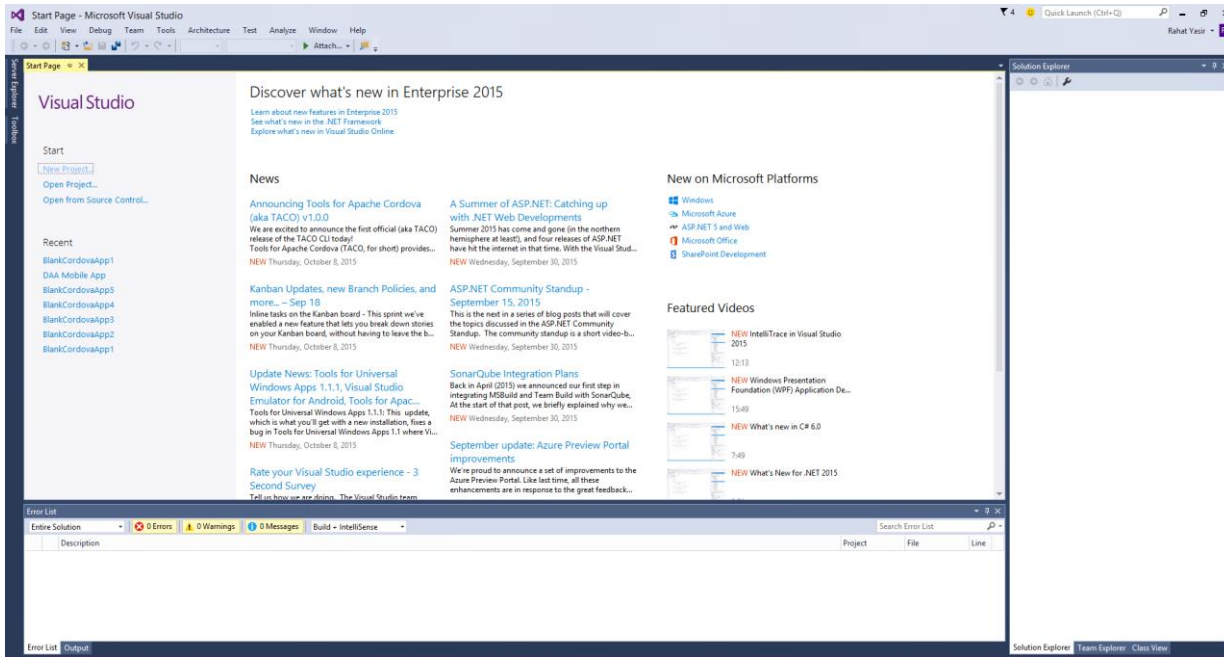 Start Page - Microsoft Visual Studio
4
Quick Launch (Ctrl+Q)
File Edit View Debug Team Tools Architecture Test Analyze Window Help
Rahat Yasir
Attach...
Server Explorer
Toolbox
Start Page
Visual Studio
Start
New Project...
Open Project...
Open from Source Control...
Recent
BlankCordovaApp1
DAA Mobile App
BlankCordovaApp5
BlankCordovaApp4
BlankCordovaApp3
BlankCordovaApp2
BlankCordovaApp1
Discover what's new in Enterprise 2015
Learn about new features in Enterprise 2015
See what's new in the .NET Framework
Explore what's new in Visual Studio Online
News
Announcing Tools for Apache Cordova
(aka TACO) v1.0.0
We are excited to announce the first official (aka TACO)
release of the TACO CLI today!
Tools for Apache Cordova (TACO, for short) provides...
NEW Thursday, October 8, 2015
Kanban Updates, new Branch Policies, and
more... – Sep 18
Inline tasks on the Kanban board - This sprint we've
enabled a new feature that lets you break down stories
on your Kanban board, without having to leave the b...
NEW Thursday, October 8, 2015
Update News: Tools for Universal
Windows Apps 1.1.1, Visual Studio
Emulator for Android, Tools for Apac...
Tools for Universal Windows Apps 1.1.1: This update,
which is what you'll get with a new installation, fixes a
bug in Tools for Universal Windows Apps 1.1 where Vi...
NEW Thursday, October 8, 2015
Rate your Visual Studio experience - 3
Second Survey
Tell us how we are doing. The Visual Studio team
A Summer of ASP.NET: Catching up
with .NET Web Developments
Summer 2015 has come and gone (in the northern
hemisphere at least!), and four releases of ASP.NET
have hit the internet in that time. With the Visual Stud...
NEW Wednesday, September 30, 2015
ASP.NET Community Standup -
September 15, 2015
This is the next in a series of blog posts that will cover
the topics discussed in the ASP.NET Community
Standup. The community standup is a short video-b...
NEW Wednesday, September 30, 2015
SonarQube Integration Plans
Back in April (2015) we announced our first step in
integrating MSBuild and Team Build with SonarQube,
At the start of that post, we briefly explained why we...
NEW Wednesday, September 30, 2015
September update: Azure Preview Portal
improvements
We're proud to announce a set of improvements to the
Azure Preview Portal. Like last time, all these
enhancements are in response to the great feedback...
New on Microsoft Platforms
Windows
Microsoft Azure
ASP.NET 5 and Web
Microsoft Office
SharePoint Development
Featured Videos
NEW IntelliTrace in Visual Studio
2015
12:13
NEW Windows Presentation
Foundation (WPF) Application De...
15:49
NEW What's new in C# 6.0
7:49
NEW What's New for .NET 2015
Solution Explorer
Error List
Entire Solution
0 Errors
0 Warnings
0 Messages
Build + IntelliSense
Search Error List
Description Project File Line
Error List Output
Solution Explorer Team Explorer Class View